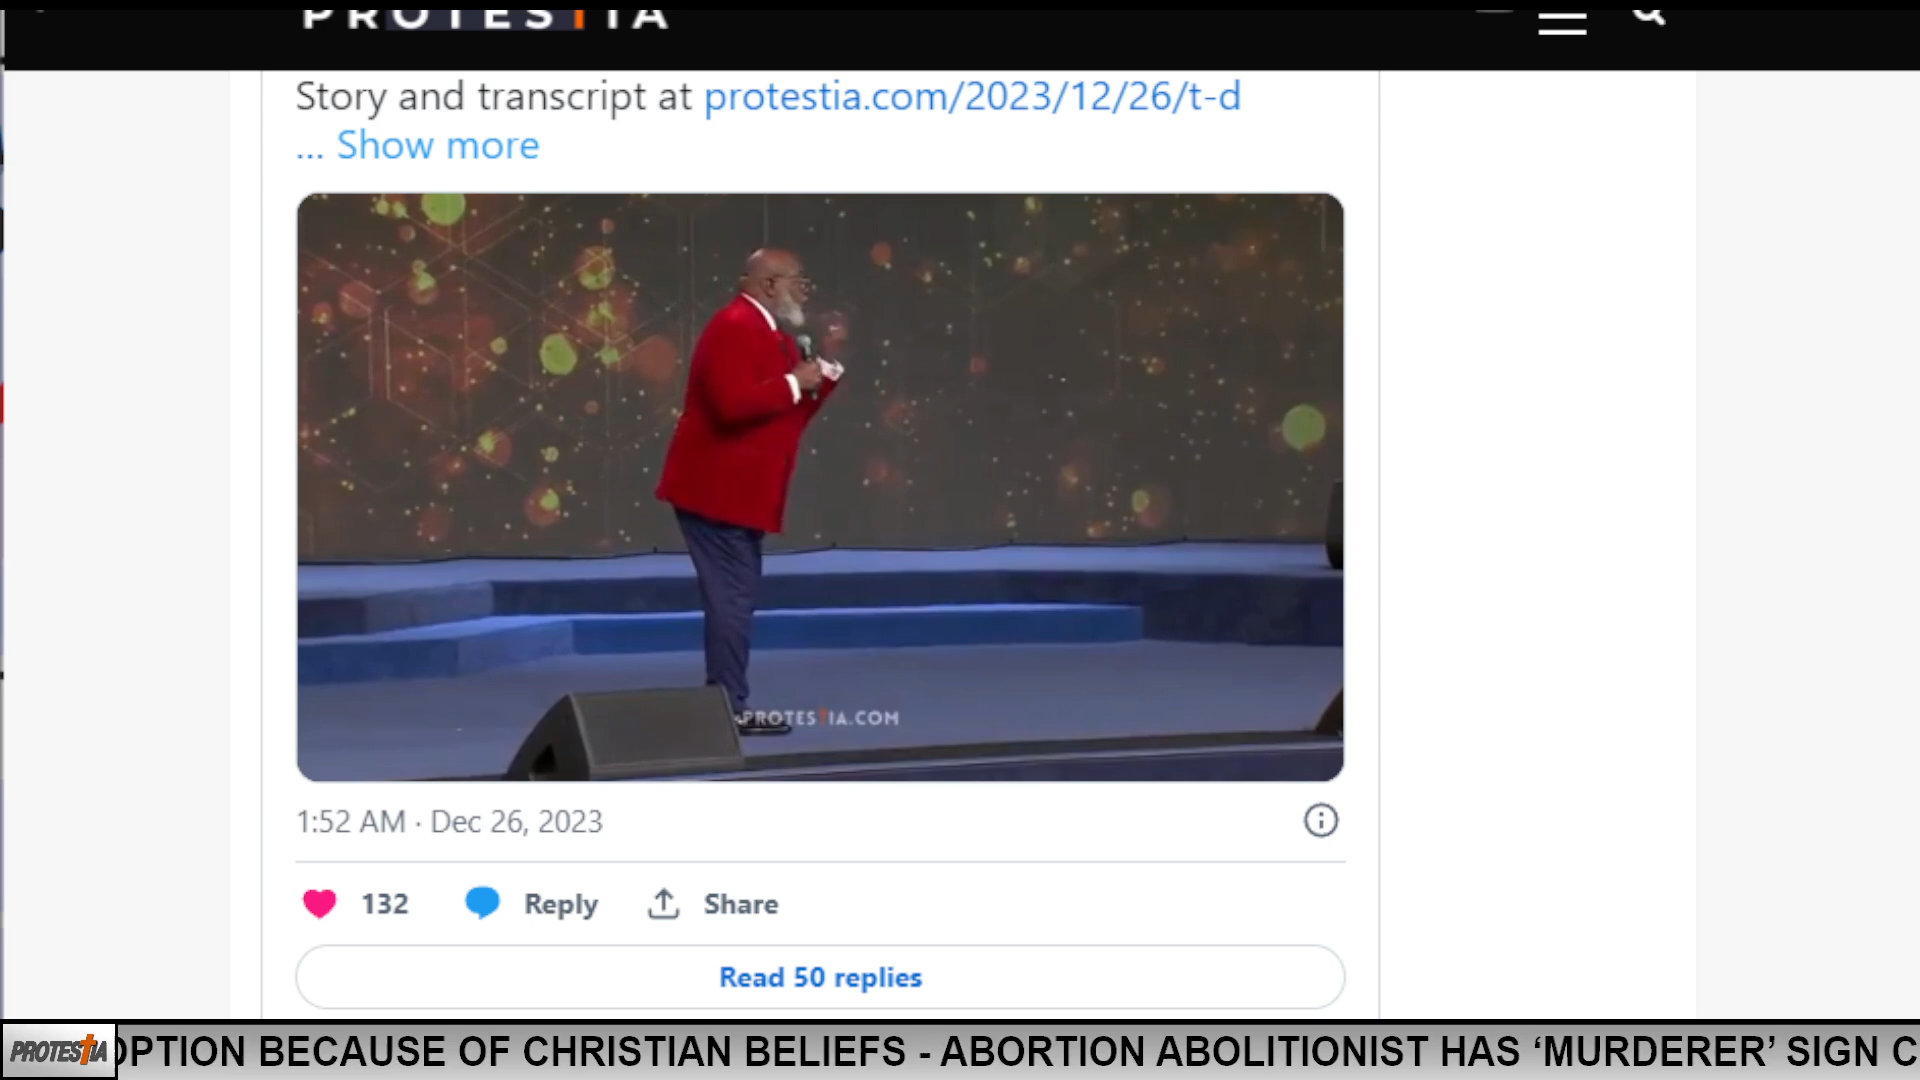 PROTESTIA
Story and transcript at protestia.com/2023/12/26/t-d
... Show more
PROTESTIA.COM
1:52 AM · Dec 26, 2023
132 Reply Share
Read 50 replies
PROTESTIA
OPTION BECAUSE OF CHRISTIAN BELIEFS - ABORTION ABOLITIONIST HAS ‘MURDERER’ SIGN C